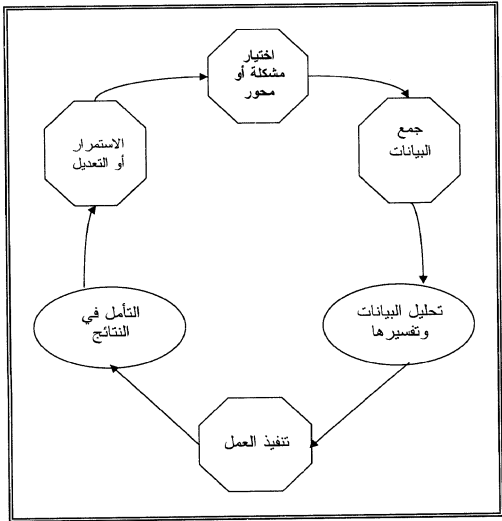 اختيار
مشكلة أو
محور
جمع
البيانات
تحليل البيانات
وتفسيرها
تنفيذ العمل
التأمل في
النتائج
الاستمرار
أو التعديل